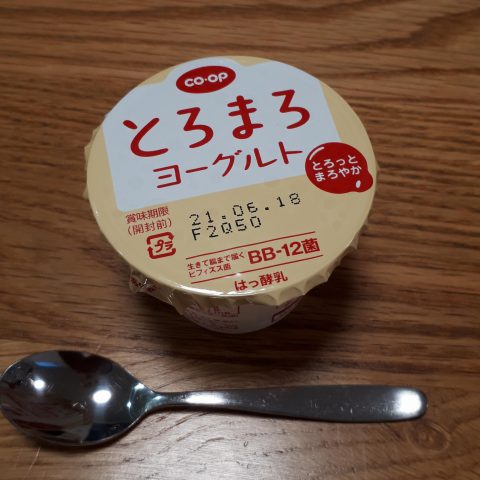 CO・OP
とろまろ
ヨーグルト
とろっと
まろやか
賞味期限
(開封前)
21.06.18
F2Q50
プラ
生きて腸まで届く
ビフィズス菌
BB-12菌
はっ酵乳